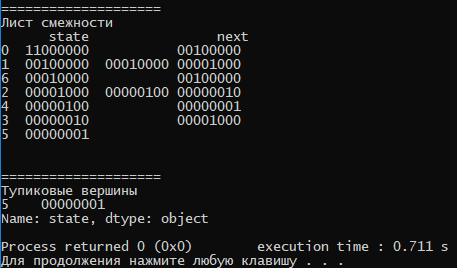 ====================
Лист смежности
state next
0 11000000 00100000
1 00100000 00010000 00001000
6 00010000 00100000
2 00001000 00000100 00000010
4 00000100 00000001
3 00000010 00001000
5 00000001
====================
Тупиковые вершины
5 00000001
Name: state, dtype: object
Process returned 0 (0x0) execution time : 0.711 s
Для продолжения нажмите любую клавишу . . .